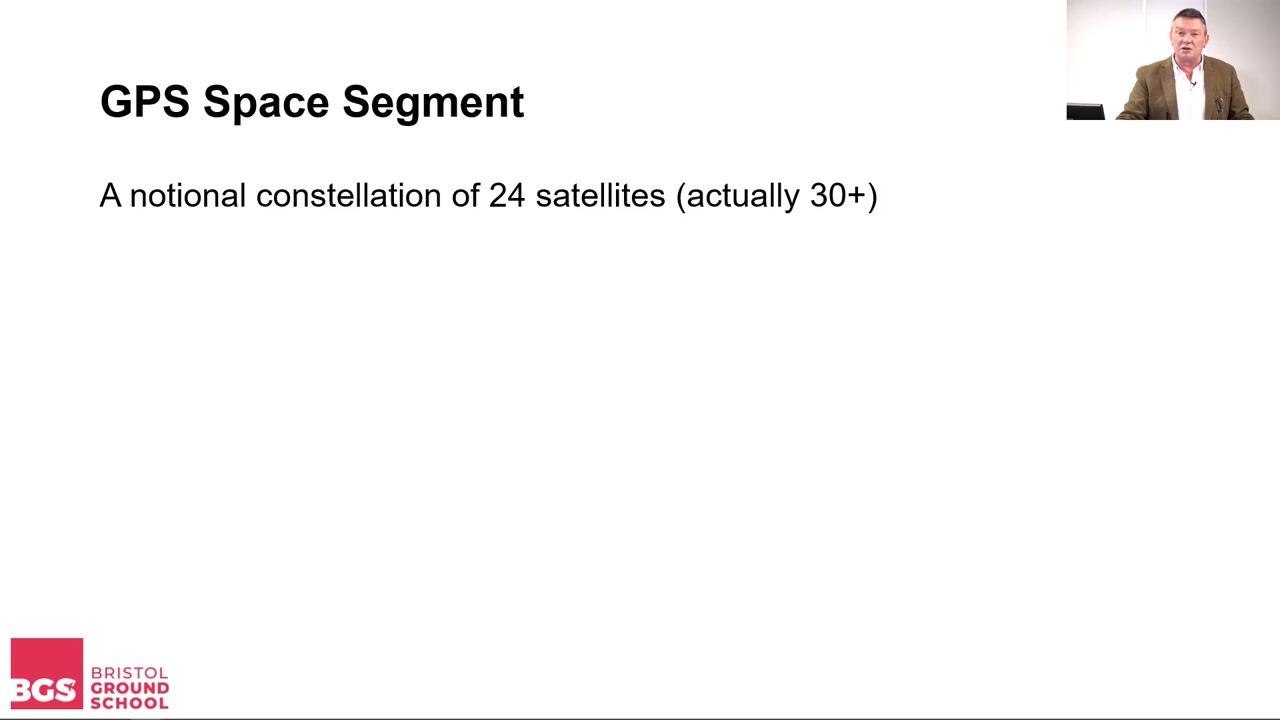 GPS Space Segment
A notional constellation of 24 satellites (actually 30+)
BGS
BRISTOL
GROUND
SCHOOL